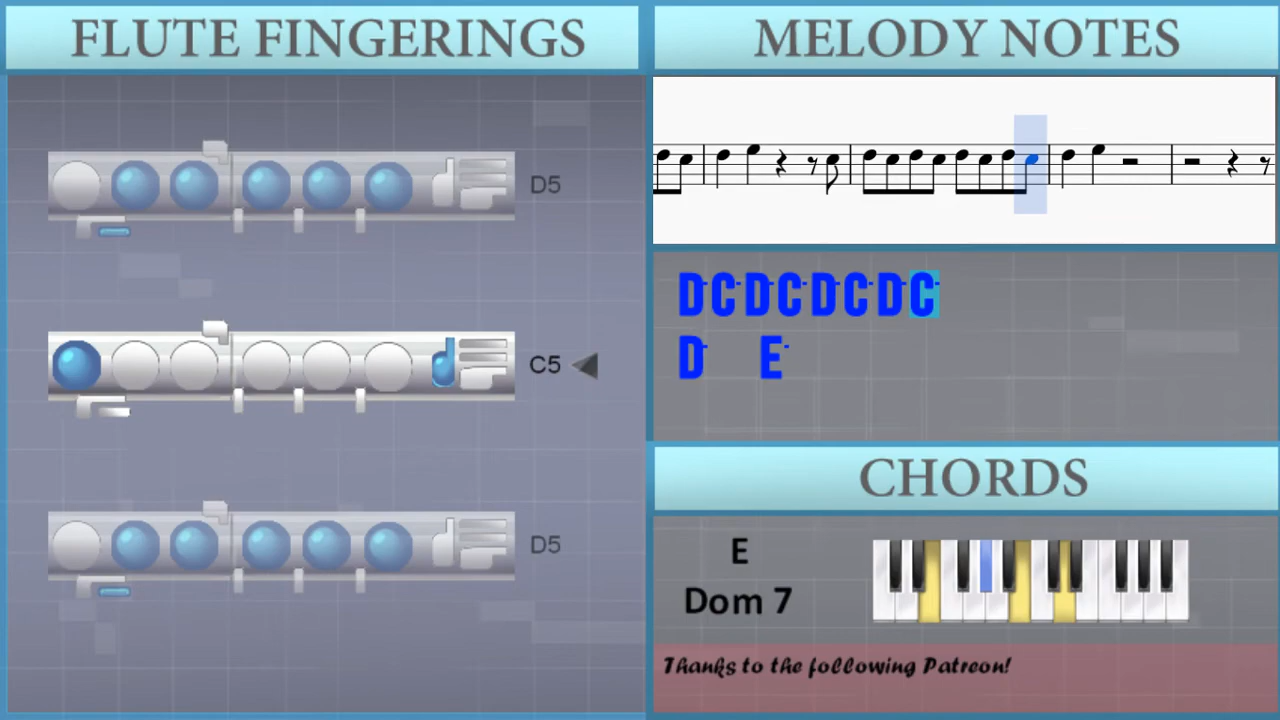 FLUTE FINGERINGS
D5
C5
D5
MELODY NOTES
DCDCDCDC
D E
CHORDS
E
Dom 7
Thanks to the following Patreon!